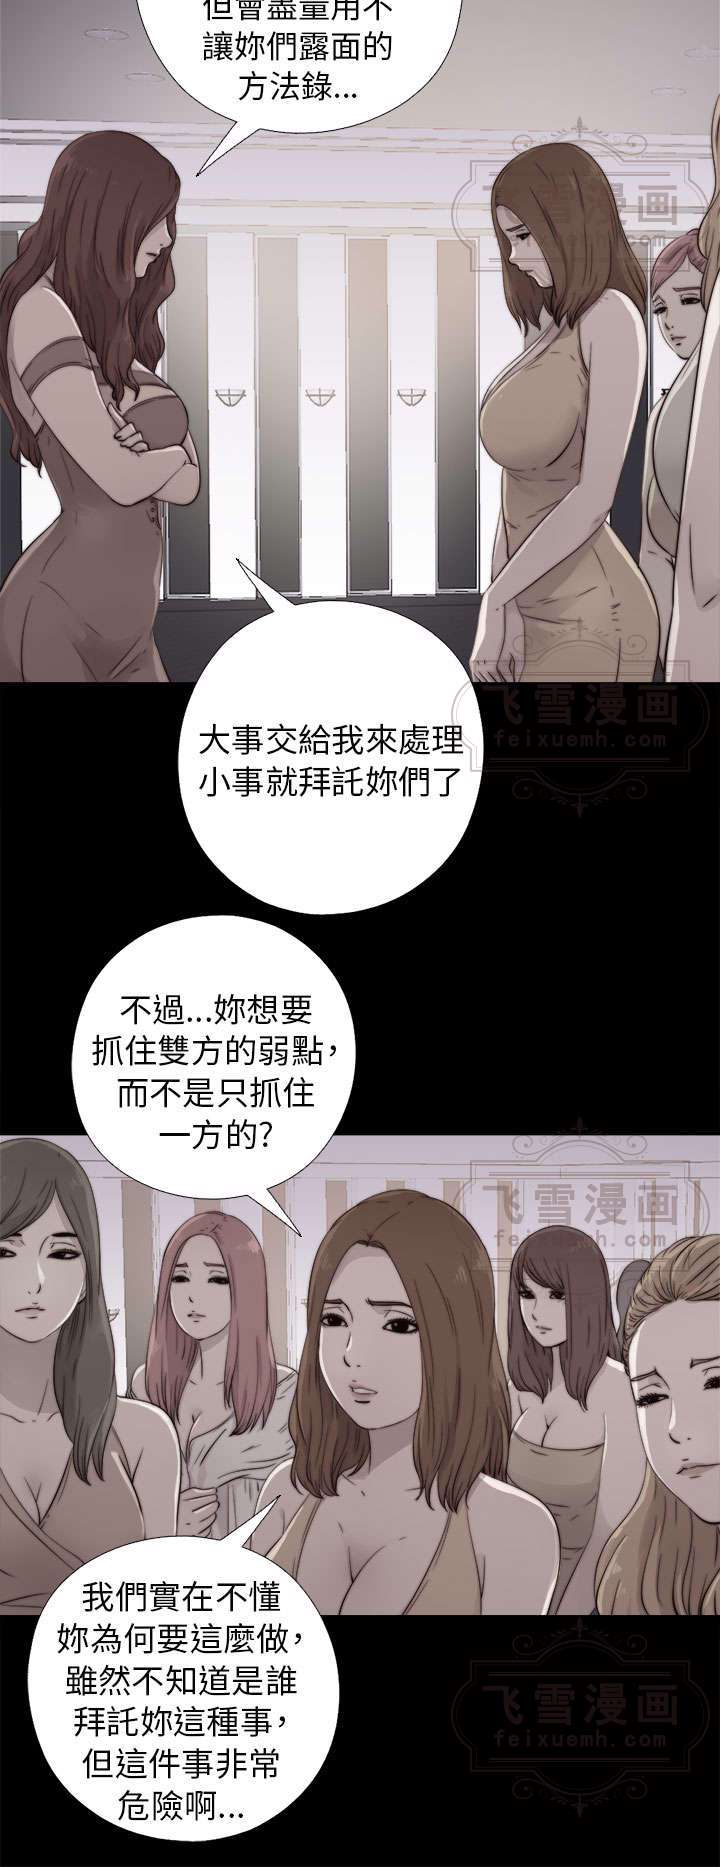 但會盡量用不
讓妳們露面的
方法錄...
飞雪漫画
feixuemh.com
大事交給我來處理
小事就拜託妳們了
飞雪漫画
feixuemh.com
不過...妳想要
抓住雙方的弱點，
而不是只抓住
一方的?
飞雪漫画
feixuemh.com
我們實在不懂
妳為何要這麼做，
雖然不知道是誰
拜託妳這種事，
但這件事非常
危險啊...
飞雪漫画
feixuemh.com